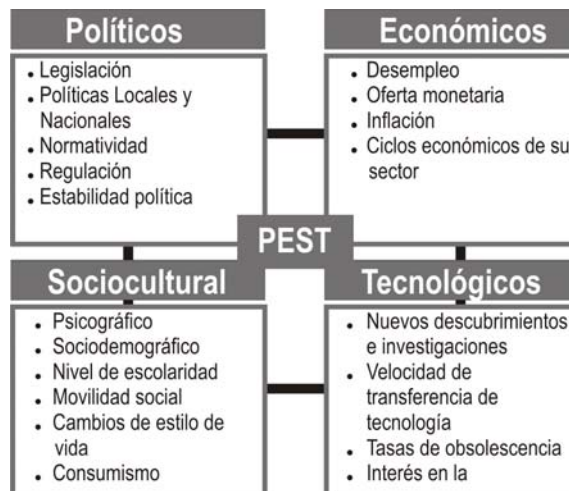 Políticos
• Legislación
• Políticas Locales y
Nacionales
• Normatividad
• Regulación
• Estabilidad política
Económicos
• Desempleo
• Oferta monetaria
• Inflación
• Ciclos económicos de su
sector
PEST
Sociocultural
• Psicográfico
• Sociodemográfico
• Nivel de escolaridad
• Movilidad social
• Cambios de estilo de
vida
• Consumismo
Tecnológicos
• Nuevos descubrimientos
e investigaciones
• Velocidad de
transferencia de
tecnología
• Tasas de obsolescencia
• Interés en la